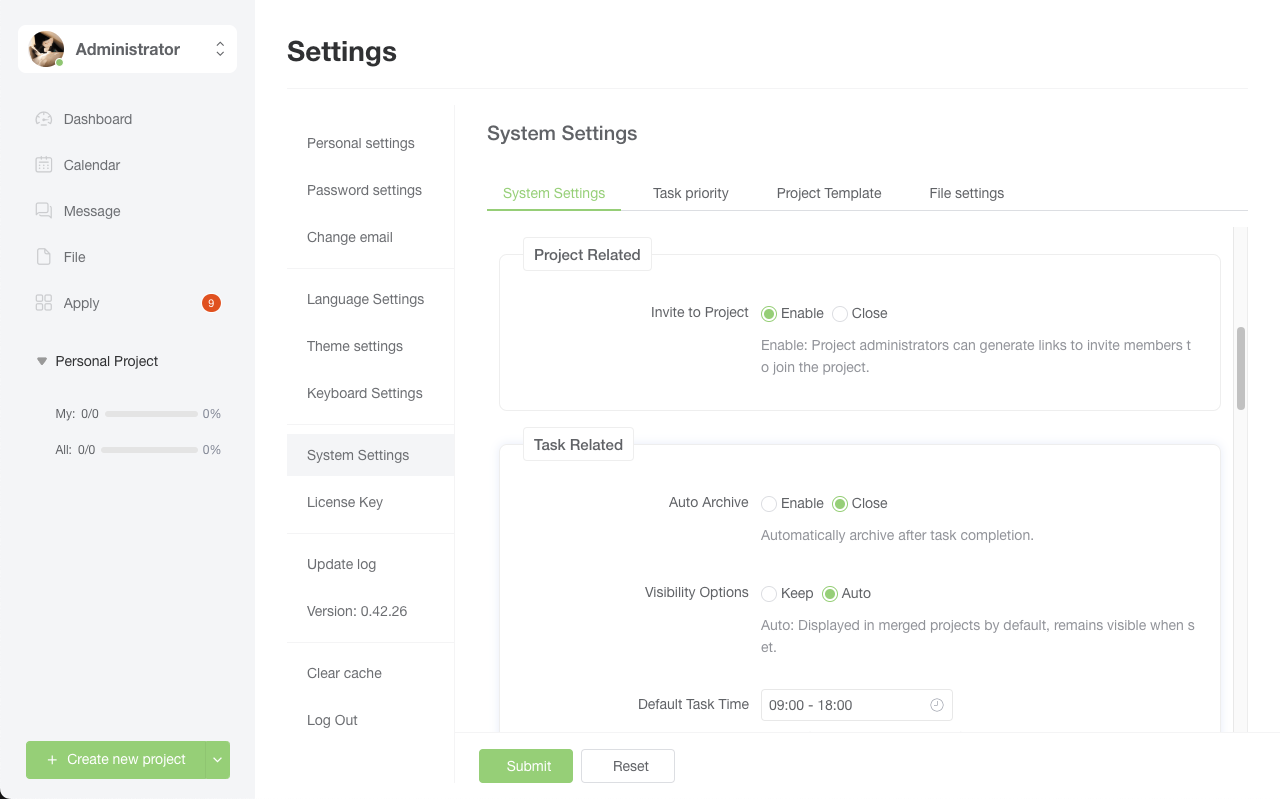 Administrator
Dashboard
Calendar
Message
File
Apply
9
Personal Project
My: 0/0 0%
All: 0/0 0%
Create new project
Settings
Personal settings
Password settings
Change email
Language Settings
Theme settings
Keyboard Settings
System Settings
License Key
Update log
Version: 0.42.26
Clear cache
Log Out
System Settings
System Settings Task priority Project Template File settings
Project Related
Invite to Project Enable Close
Enable: Project administrators can generate links to invite members t
o join the project.
Task Related
Auto Archive Enable Close
Automatically archive after task completion.
Visibility Options Keep Auto
Auto: Displayed in merged projects by default, remains visible when s
et.
Default Task Time 09:00 - 18:00
Submit Reset